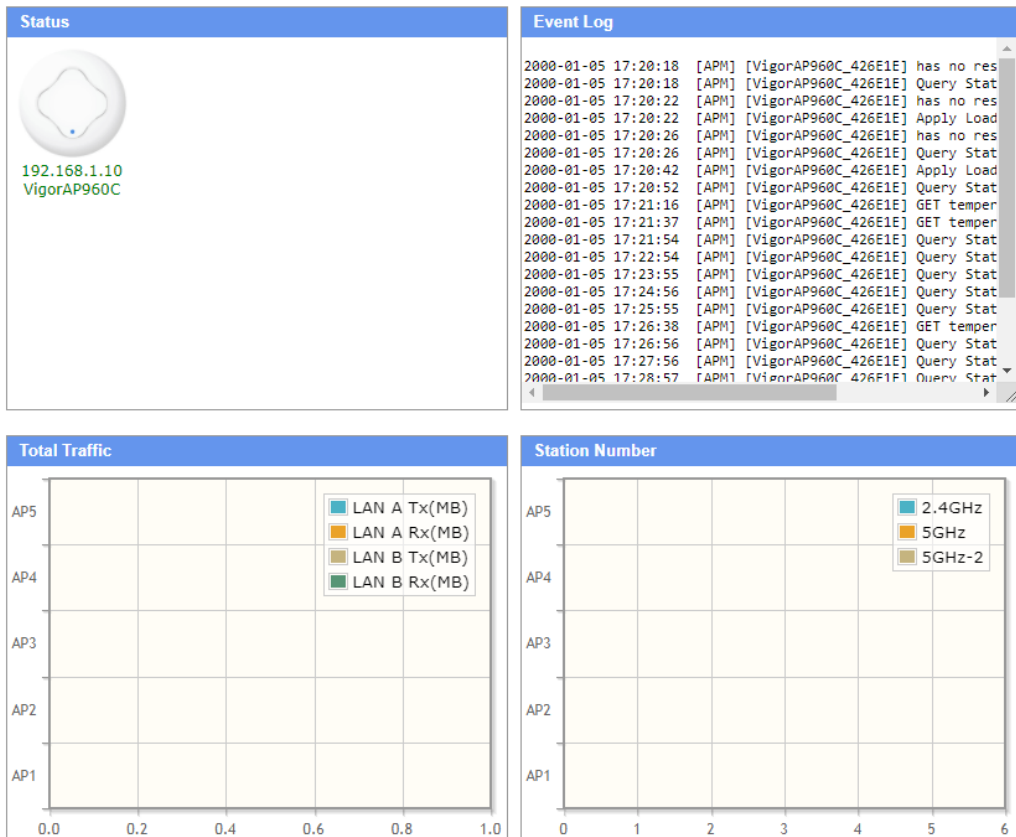 Status
192.168.1.10
VigorAP960C
Event Log
2000-01-05 17:20:18 [APM] [VigorAP960C_426E1E] has no res
2000-01-05 17:20:18 [APM] [VigorAP960C_426E1E] Query Stat
2000-01-05 17:20:22 [APM] [VigorAP960C_426E1E] has no res
2000-01-05 17:20:22 [APM] [VigorAP960C_426E1E] Apply Load
2000-01-05 17:20:26 [APM] [VigorAP960C_426E1E] has no res
2000-01-05 17:20:26 [APM] [VigorAP960C_426E1E] Query Stat
2000-01-05 17:20:42 [APM] [VigorAP960C_426E1E] Apply Load
2000-01-05 17:20:52 [APM] [VigorAP960C_426E1E] Query Stat
2000-01-05 17:21:16 [APM] [VigorAP960C_426E1E] GET temper
2000-01-05 17:21:37 [APM] [VigorAP960C_426E1E] GET temper
2000-01-05 17:21:54 [APM] [VigorAP960C_426E1E] Query Stat
2000-01-05 17:22:54 [APM] [VigorAP960C_426E1E] Query Stat
2000-01-05 17:23:55 [APM] [VigorAP960C_426E1E] Query Stat
2000-01-05 17:24:56 [APM] [VigorAP960C_426E1E] Query Stat
2000-01-05 17:25:55 [APM] [VigorAP960C_426E1E] Query Stat
2000-01-05 17:26:38 [APM] [VigorAP960C_426E1E] GET temper
2000-01-05 17:26:56 [APM] [VigorAP960C_426E1E] Query Stat
2000-01-05 17:27:56 [APM] [VigorAP960C_426E1E] Query Stat
2000-01-05 17:28:57 [APM] [VigorAP960C_426E1E] Query Stat
Total Traffic
LAN A Tx(MB)
LAN A Rx(MB)
LAN B Tx(MB)
LAN B Rx(MB)
AP5
AP4
AP3
AP2
AP1
0.0 0.2 0.4 0.6 0.8 1.0
Station Number
2.4GHz
5GHz
5GHz-2
AP5
AP4
AP3
AP2
AP1
0 1 2 3 4 5 6